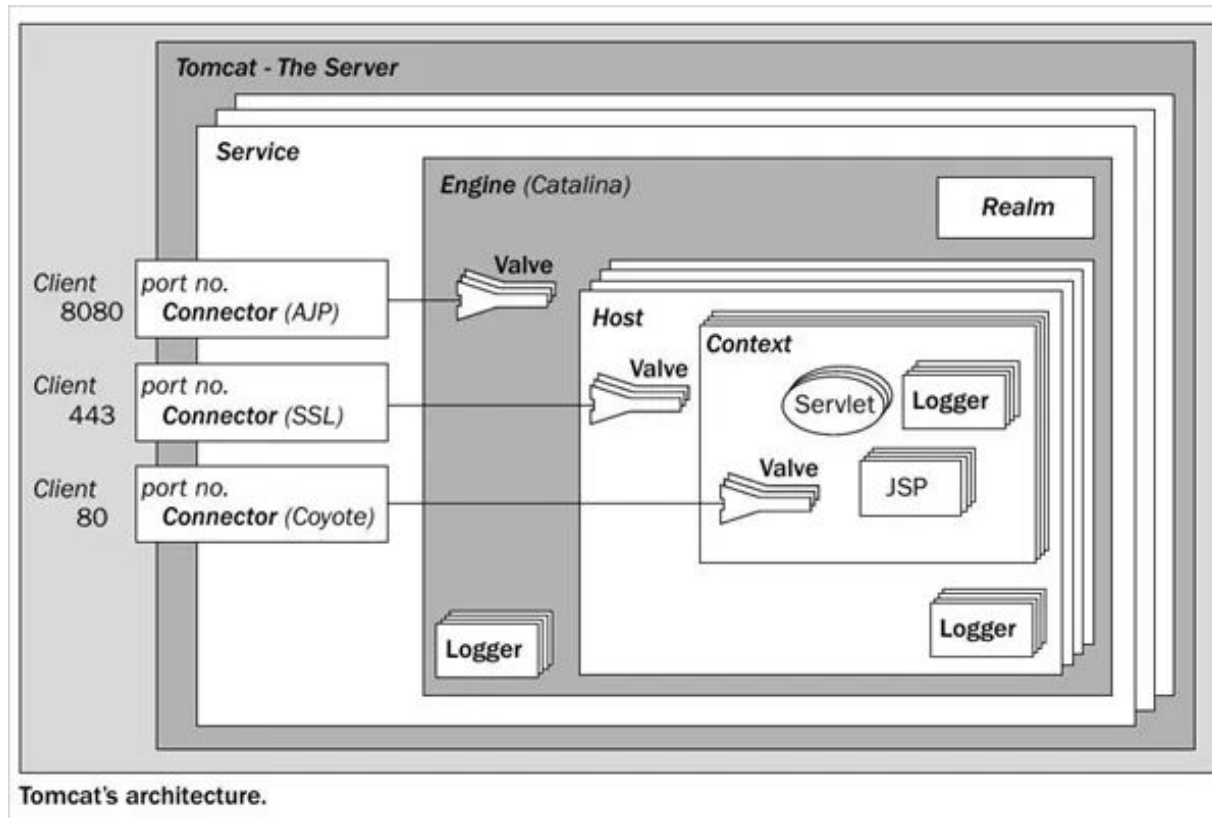 Tomcat - The Server
Service
Engine (Catalina)
Realm
Client
8080
port no.
Connector (AJP)
Valve
Host
Context
Client
443
port no.
Connector (SSL)
Valve
Servlet
Logger
Client
80
port no.
Connector (Coyote)
Valve
JSP
Logger
Logger
Tomcat's architecture.